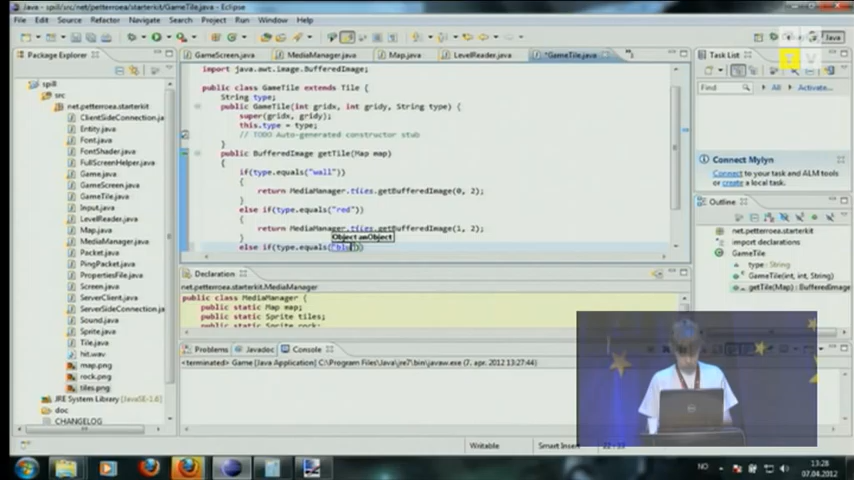 Java - spill/src/net/petterroea/starterkit/GameTile.java - Eclipse
File Edit Source Refactor Navigate Search Project Run Window Help
Java
Package Explorer
GameScreen.java
MediaManager.java
Map.java
LevelReader.java
*GameTile.java
Task List
spill
src
net.petterroea.starterkit
ClientSideConnection.ja
Entity.java
Font.java
FontShader.java
FullScreenHelper.java
Game.java
GameScreen.java
GameTile.java
Input.java
LevelReader.java
Map.java
MediaManager.java
Packet.java
PingPacket.java
PropertiesFile.java
Screen.java
ServerClient.java
ServerSideConnection.ja
Sound.java
Sprite.java
Tile.java
hit.wav
map.png
rock.png
tiles.png
JRE System Library [JavaSE-1.6]
doc
CHANGELOG
import java.awt.image.BufferedImage;
public class GameTile extends Tile {
String type;
public GameTile(int gridx, int gridy, String type) {
super(gridx, gridy);
this.type = type;
// TODO Auto-generated constructor stub
}
public BufferedImage getTile(Map map)
{
if(type.equals("wall"))
{
return MediaManager.tiles.getBufferedImage(0, 2);
}
else if(type.equals("red"))
{
return MediaManager.tiles.getBufferedImage(1, 2);
}
Object anObject
else if(type.equals("blu"))
Find
All
Activate...
Connect Mylyn
Connect to your task and ALM tools
or create a local task.
Outline
net.petterroea.starterkit
import declarations
GameTile
type : String
GameTile(int, int, String)
getTile(Map) : BufferedImage
Declaration
net.petterroea.starterkit.MediaManager
public class MediaManager {
public static Map map;
public static Sprite tiles;
public static Sprite rock;
Problems
Javadoc
Console
<terminated> Game [Java Application] C:\Program Files\Java\jre7\bin\javaw.exe (7. apr. 2012 13:27:44)
Writable
Smart Insert
NO
13:28
07.04.2012